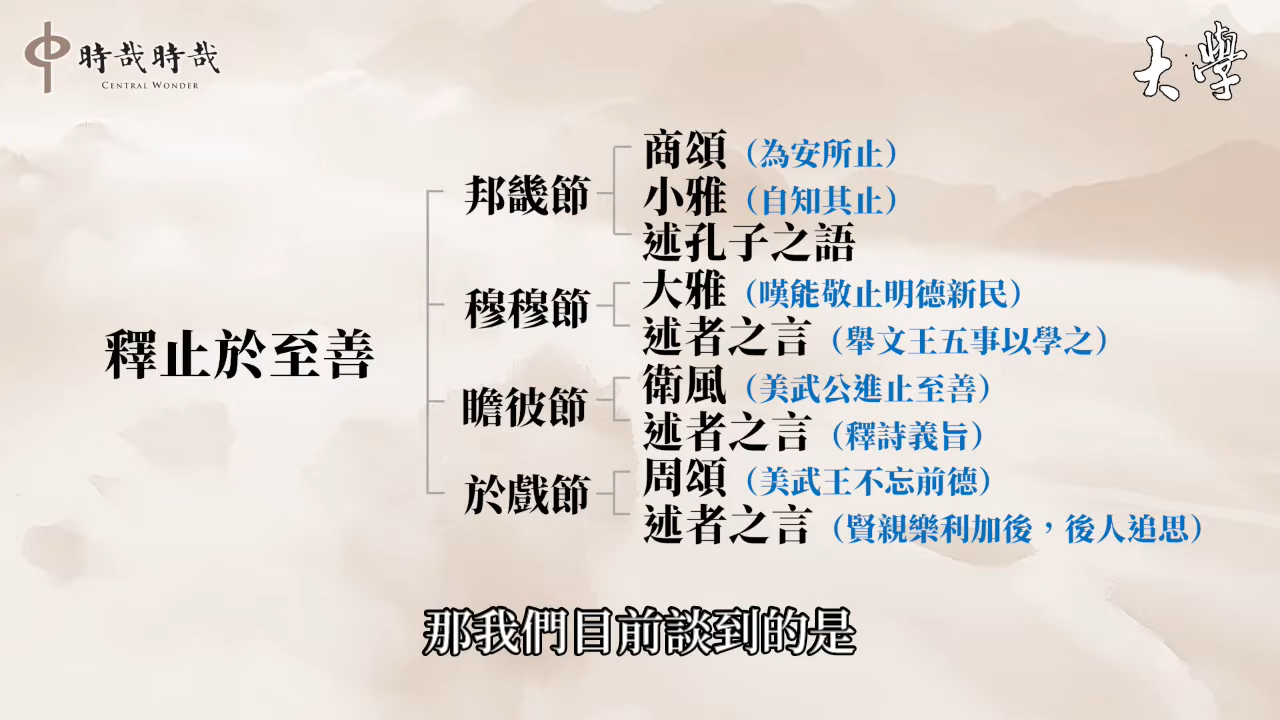 時哉時哉
CENTRAL WONDER
大學
釋止於至善
邦畿節
商頌（為安所止）
小雅（自知其止）
述孔子之語
穆穆節
大雅（嘆能敬止明德新民）
述者之言（舉文王五事以學之）
瞻彼節
衛風（美武公進止至善）
述者之言（釋詩義旨）
於戲節
周頌（美武王不忘前德）
述者之言（賢親樂利加後，後人追思）
那我們目前談到的是